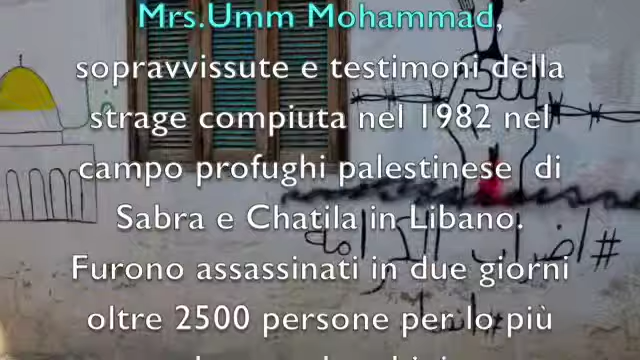 Mrs.Umm Mohammad,
sopravvissute e testimoni della
strage compiuta nel 1982 nel
campo profughi palestinese di
Sabra e Chatila in Libano.
Furono assassinati in due giorni
oltre 2500 persone per lo più
#اضراب_الكرامة